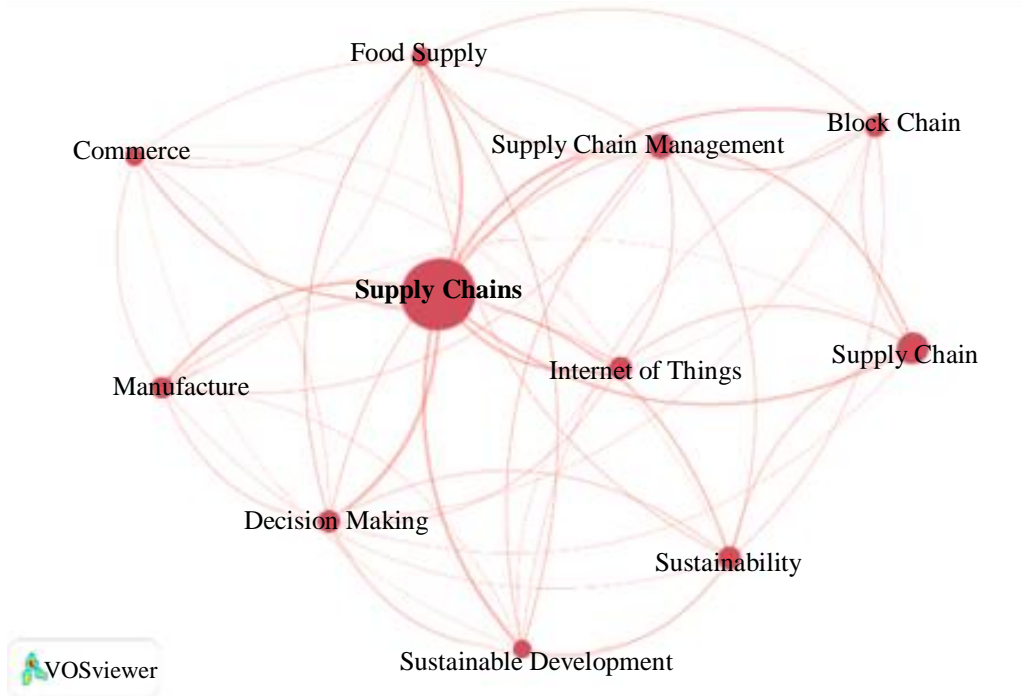 Food Supply
Block Chain
Supply Chain Management
Commerce
Supply Chains
Supply Chain
Internet of Things
Manufacture
Decision Making
Sustainability
Sustainable Development
VOSviewer